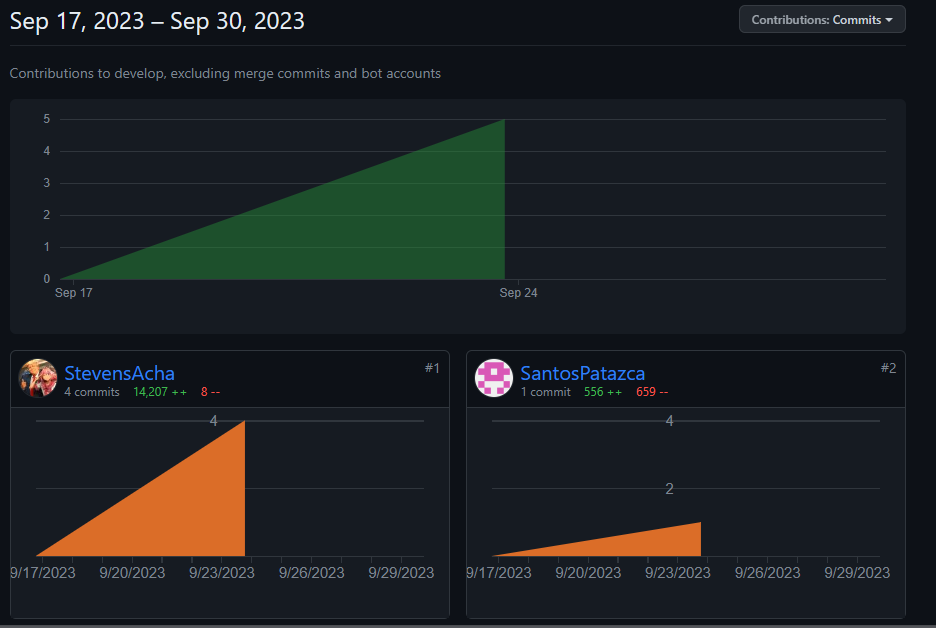 Sep 17, 2023 – Sep 30, 2023
Contributions: Commits
Contributions to develop, excluding merge commits and bot accounts
5
4
3
2
1
0
Sep 17
Sep 24
StevensAcha
#1
4 commits 14,207 ++ 8 --
4
9/17/2023 9/20/2023 9/23/2023 9/26/2023 9/29/2023
SantosPatazca
#2
1 commit 556 ++ 659 --
4
2
9/17/2023 9/20/2023 9/23/2023 9/26/2023 9/29/2023